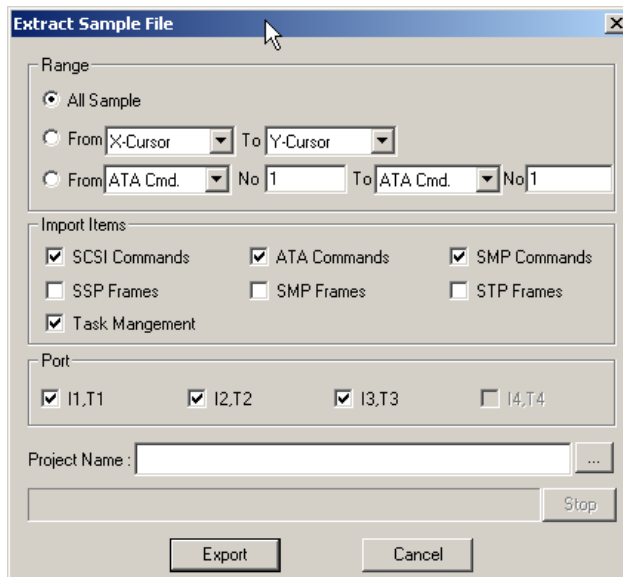 Extract Sample File
Range
All Sample
From X-Cursor To Y-Cursor
From ATA Cmd. No 1 To ATA Cmd. No 1
Import Items
SCSI Commands ATA Commands SMP Commands
SSP Frames SMP Frames STP Frames
Task Mangement
Port
I1,T1 I2,T2 I3,T3 I4,T4
Project Name : ...
Stop
Export Cancel